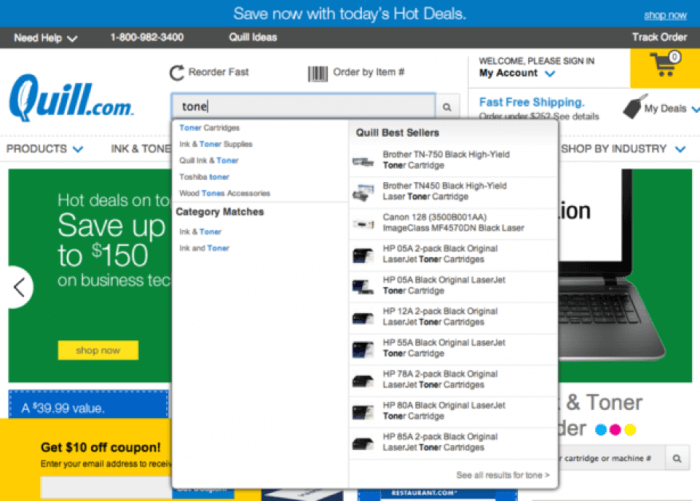 Save now with today's Hot Deals.
shop now
Need Help
1-800-982-3400
Quill Ideas
Track Order
Quill.com
Reorder Fast
Order by Item #
WELCOME, PLEASE SIGN IN
My Account
0
tone
Fast Free Shipping.
Order under $25? See details
My Deals
PRODUCTS
INK & TONE
SHOP BY INDUSTRY
Toner Cartridges
Ink & Toner Supplies
Quill Ink & Toner
Toshiba toner
Wood Tones Accessories
Category Matches
Ink & Toner
Ink and Toner
Quill Best Sellers
Brother TN-750 Black High-Yield
Toner Cartridge
Brother TN450 Black High-Yield
Laser Toner Cartridge
Canon 128 (3500B001AA)
ImageClass MF4570DN Black Laser
HP 05A 2-pack Black Original
LaserJet Toner Cartridges
HP 05A Black Original LaserJet
Toner Cartridge
HP 12A 2-pack Black Original
LaserJet Toner Cartridges
HP 55A Black Original LaserJet
Toner Cartridge
HP 78A 2-pack Black Original
LaserJet Toner Cartridges
HP 80A Black Original LaserJet
Toner Cartridge
HP 85A 2-pack Black Original
LaserJet Toner Cartridges
See all results for tone >
Hot deals on to
Save up
to $150
on business tec
shop now
ion
A $39.99 value.
Get $10 off coupon!
Enter your email address to receiv
& Toner
der
r cartridge or machine #
RESTAURANT.COM